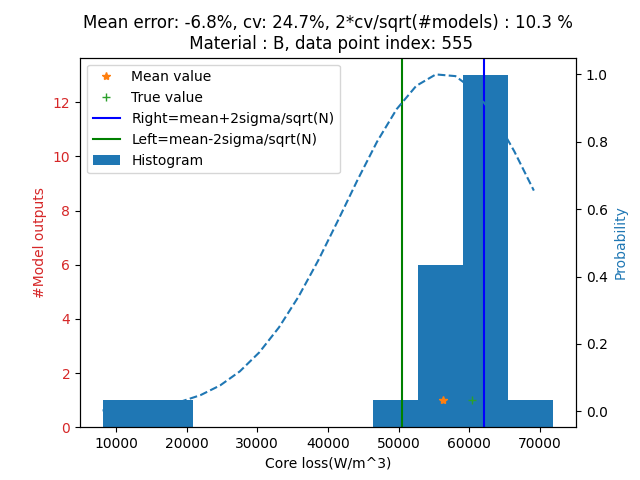 Mean error: -6.8%, cv: 24.7%, 2*cv/sqrt(#models) : 10.3 %
Material : B, data point index: 555
Mean value
True value
Right=mean+2sigma/sqrt(N)
Left=mean-2sigma/sqrt(N)
Histogram
#Model outputs
0
2
4
6
8
10
12
Probability
0.0
0.2
0.4
0.6
0.8
1.0
10000
20000
30000
40000
50000
60000
70000
Core loss(W/m^3)